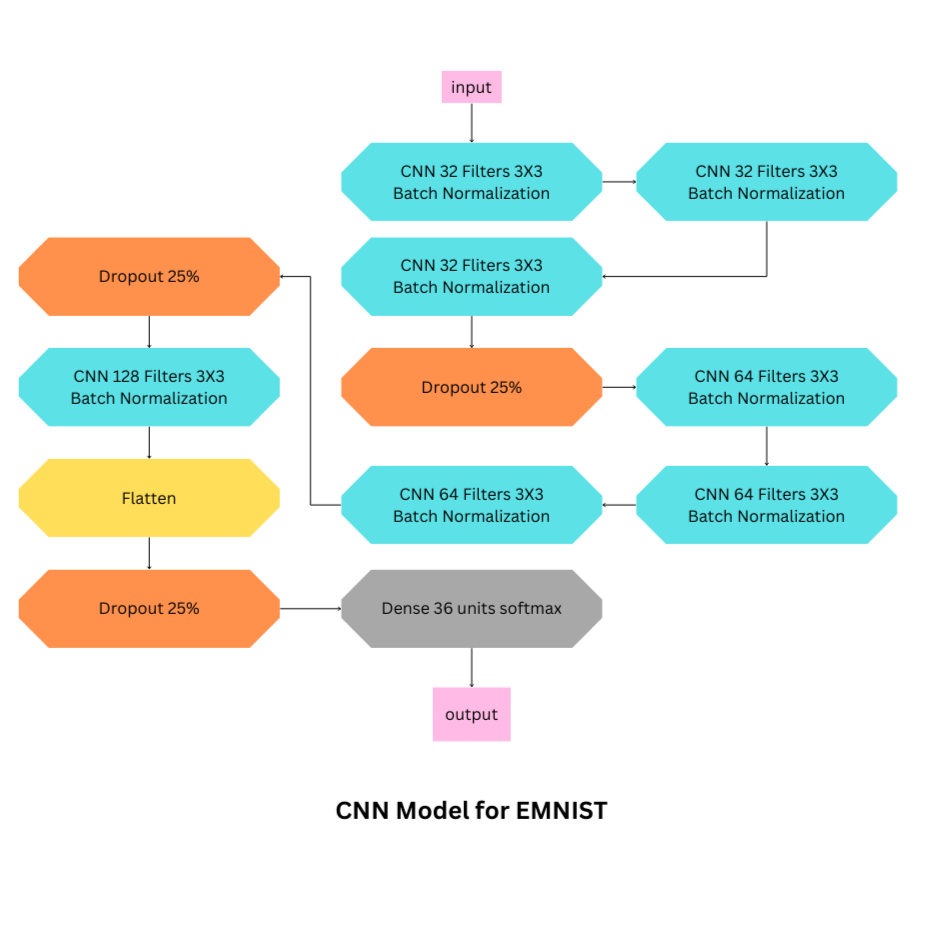 input
CNN 32 Filters 3X3
Batch Normalization
CNN 32 Filters 3X3
Batch Normalization
CNN 32 Fliters 3X3
Batch Normalization
Dropout 25%
CNN 64 Filters 3X3
Batch Normalization
CNN 64 Filters 3X3
Batch Normalization
CNN 64 Filters 3X3
Batch Normalization
Dropout 25%
CNN 128 Filters 3X3
Batch Normalization
Flatten
Dropout 25%
Dense 36 units softmax
output
CNN Model for EMNIST